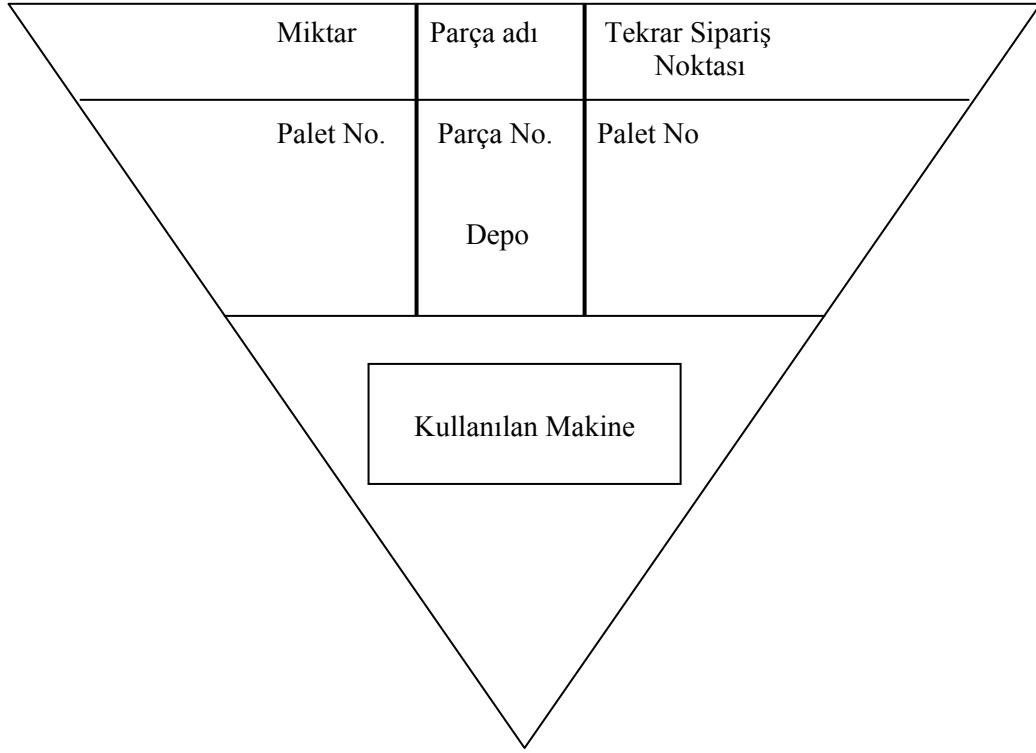 Miktar
Parça adı
Tekrar Sipariş
Noktası
Palet No.
Parça No.
Palet No
Depo
Kullanılan Makine